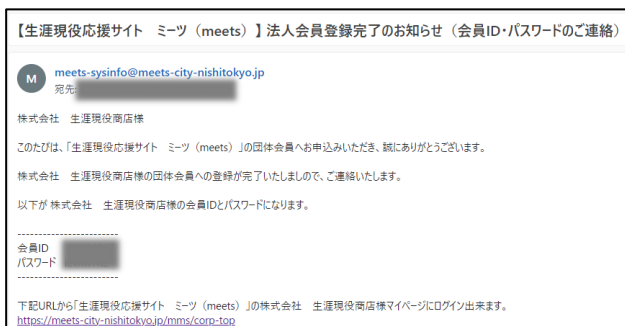 【生涯現役応援サイト　ミーツ（meets）】法人会員登録完了のお知らせ（会員ID・パスワードのご連絡）
M
meets-sysinfo@meets-city-nishitokyo.jp
宛先:
株式会社　生涯現役商店様
このたびは、「生涯現役応援サイト　ミーツ（meets）」の団体会員へお申込みいただき、誠にありがとうございます。
株式会社　生涯現役商店様の団体会員への登録が完了いたしましたので、ご連絡いたします。
以下が 株式会社　生涯現役商店様の会員IDとパスワードになります。
------------------------
会員ID
パスワード
------------------------
下記URLから「生涯現役応援サイト　ミーツ（meets）」の株式会社　生涯現役商店様マイページにログイン出来ます。
https://meets-city-nishitokyo.jp/mms/corp-top